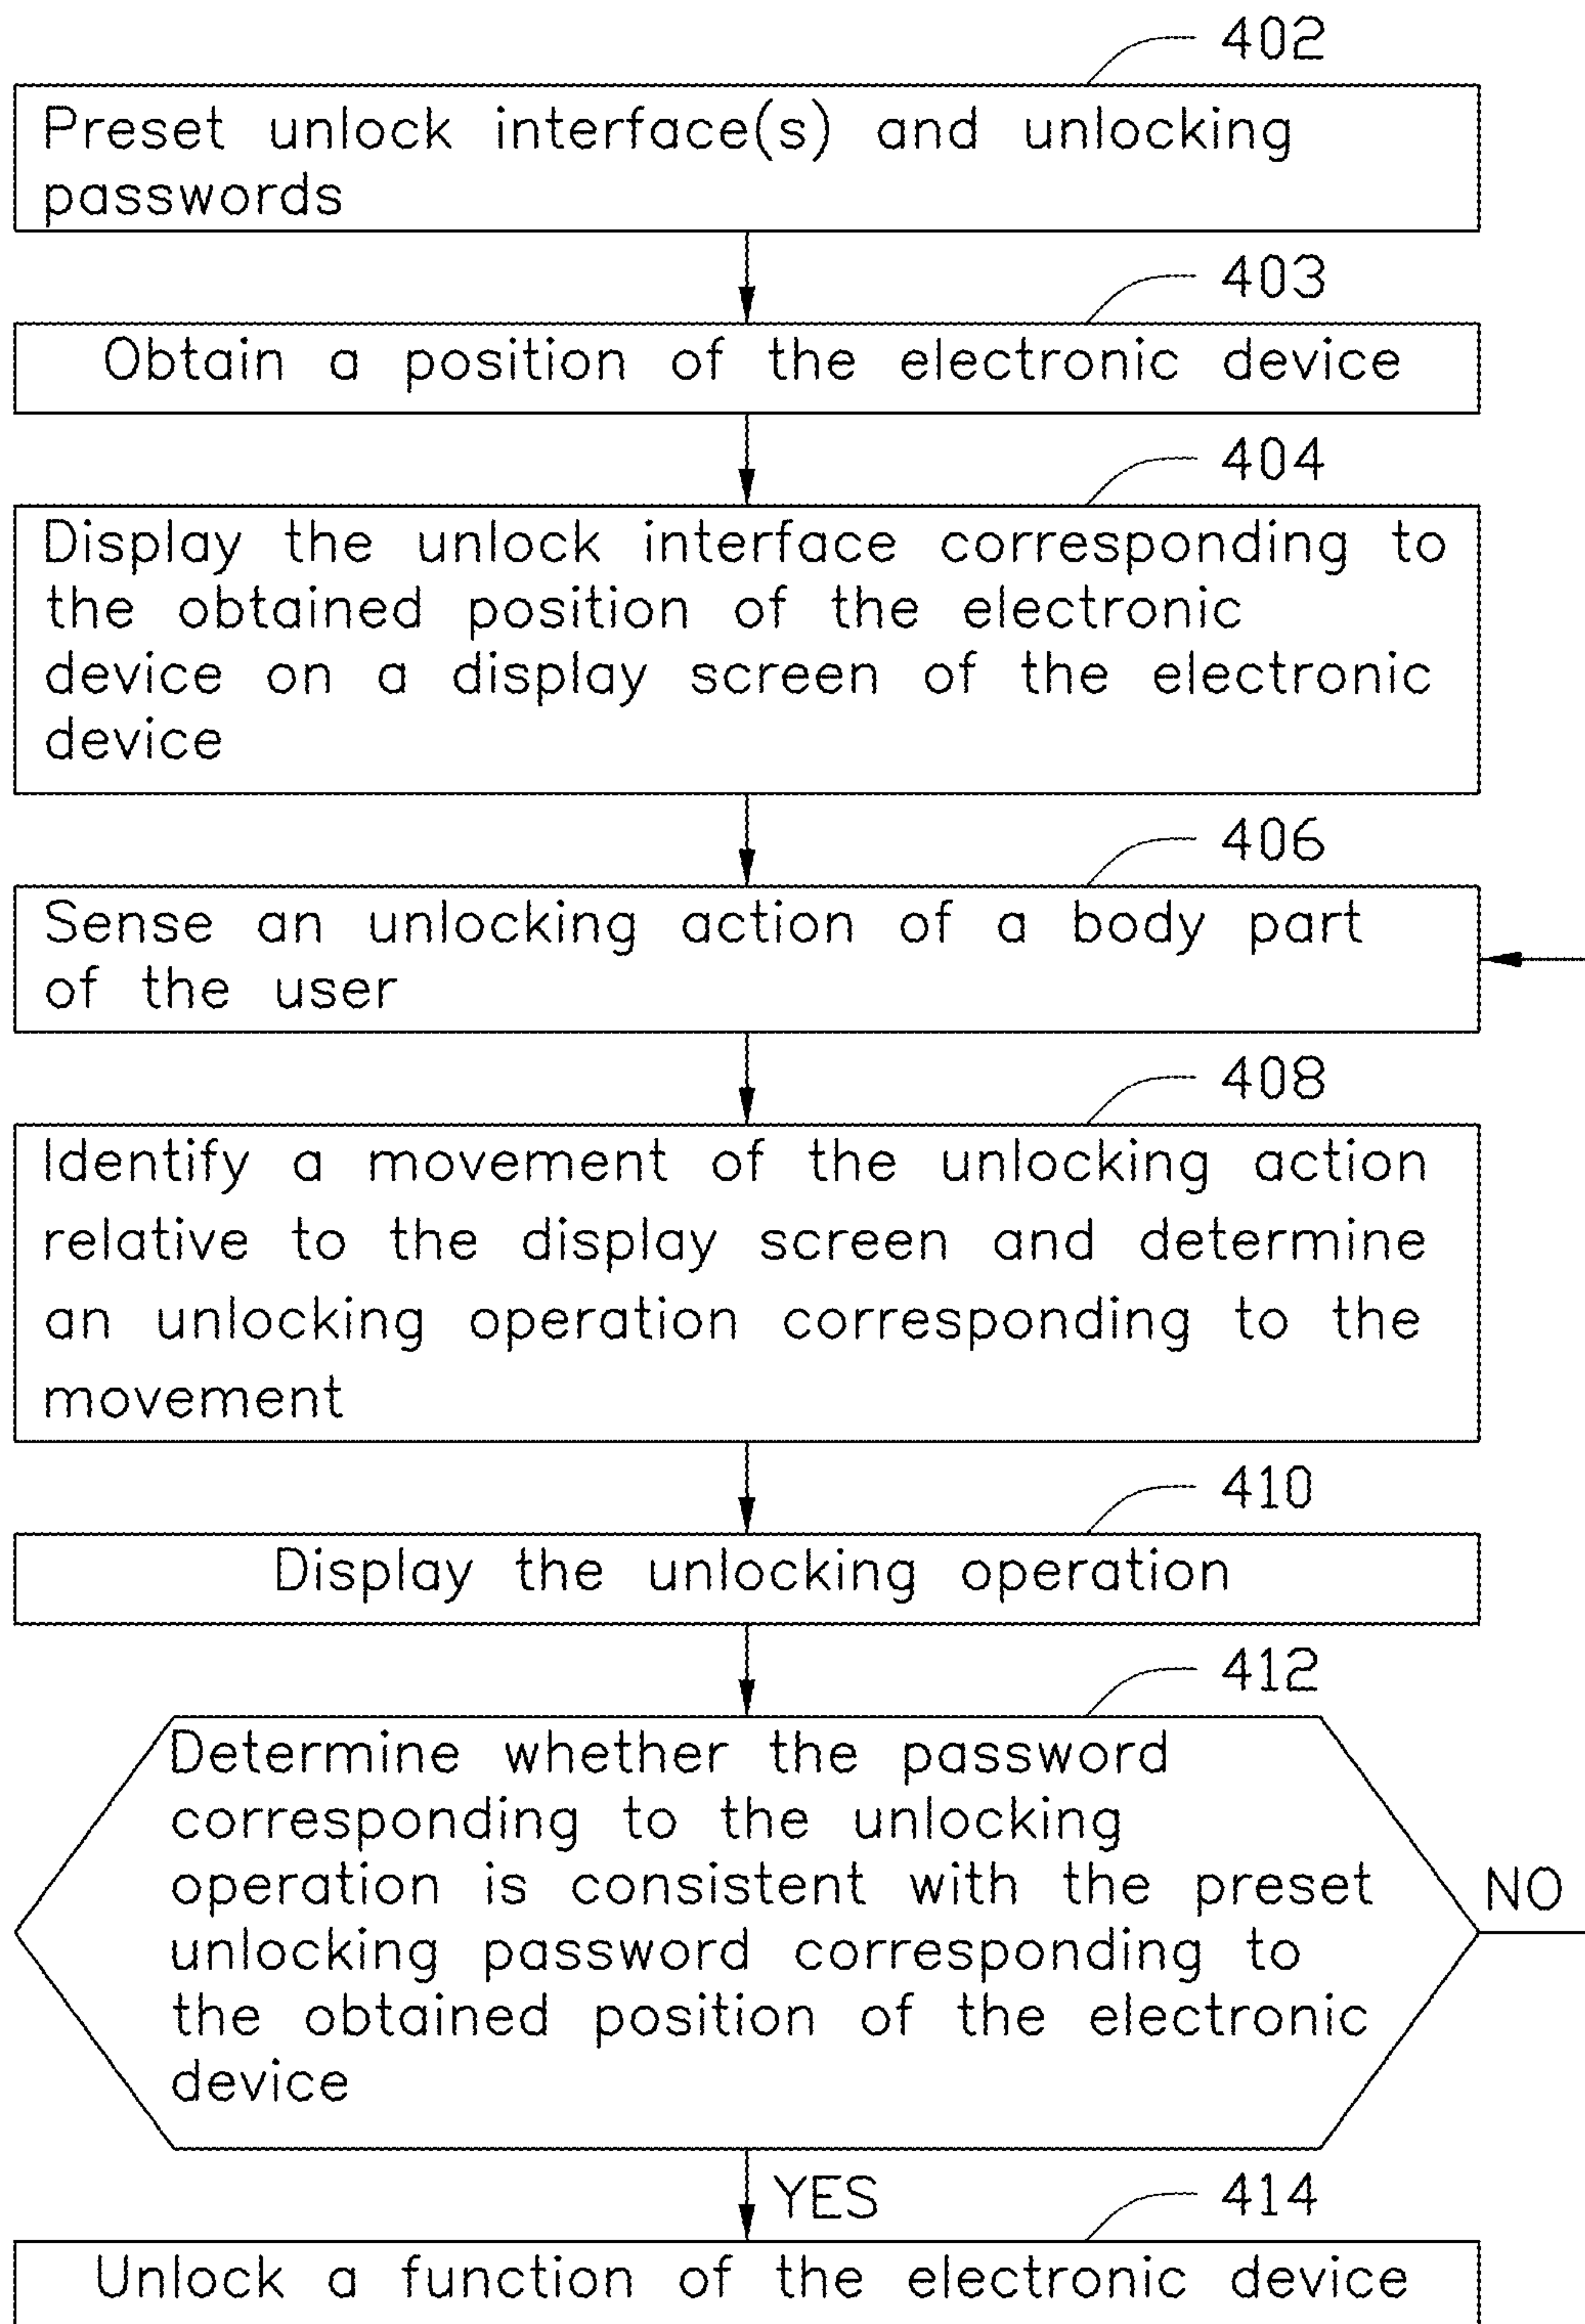 402
Preset unlock interface(s) and unlocking
passwords
403
Obtain a position of the electronic device
404
Display the unlock interface corresponding to
the obtained position of the electronic
device on a display screen of the electronic
device
406
Sense an unlocking action of a body part
of the user
408
Identify a movement of the unlocking action
relative to the display screen and determine
an unlocking operation corresponding to the
movement
410
Display the unlocking operation
412
Determine whether the password
corresponding to the unlocking
operation is consistent with the preset
unlocking password corresponding to
the obtained position of the electronic
device
NO
YES
414
Unlock a function of the electronic device